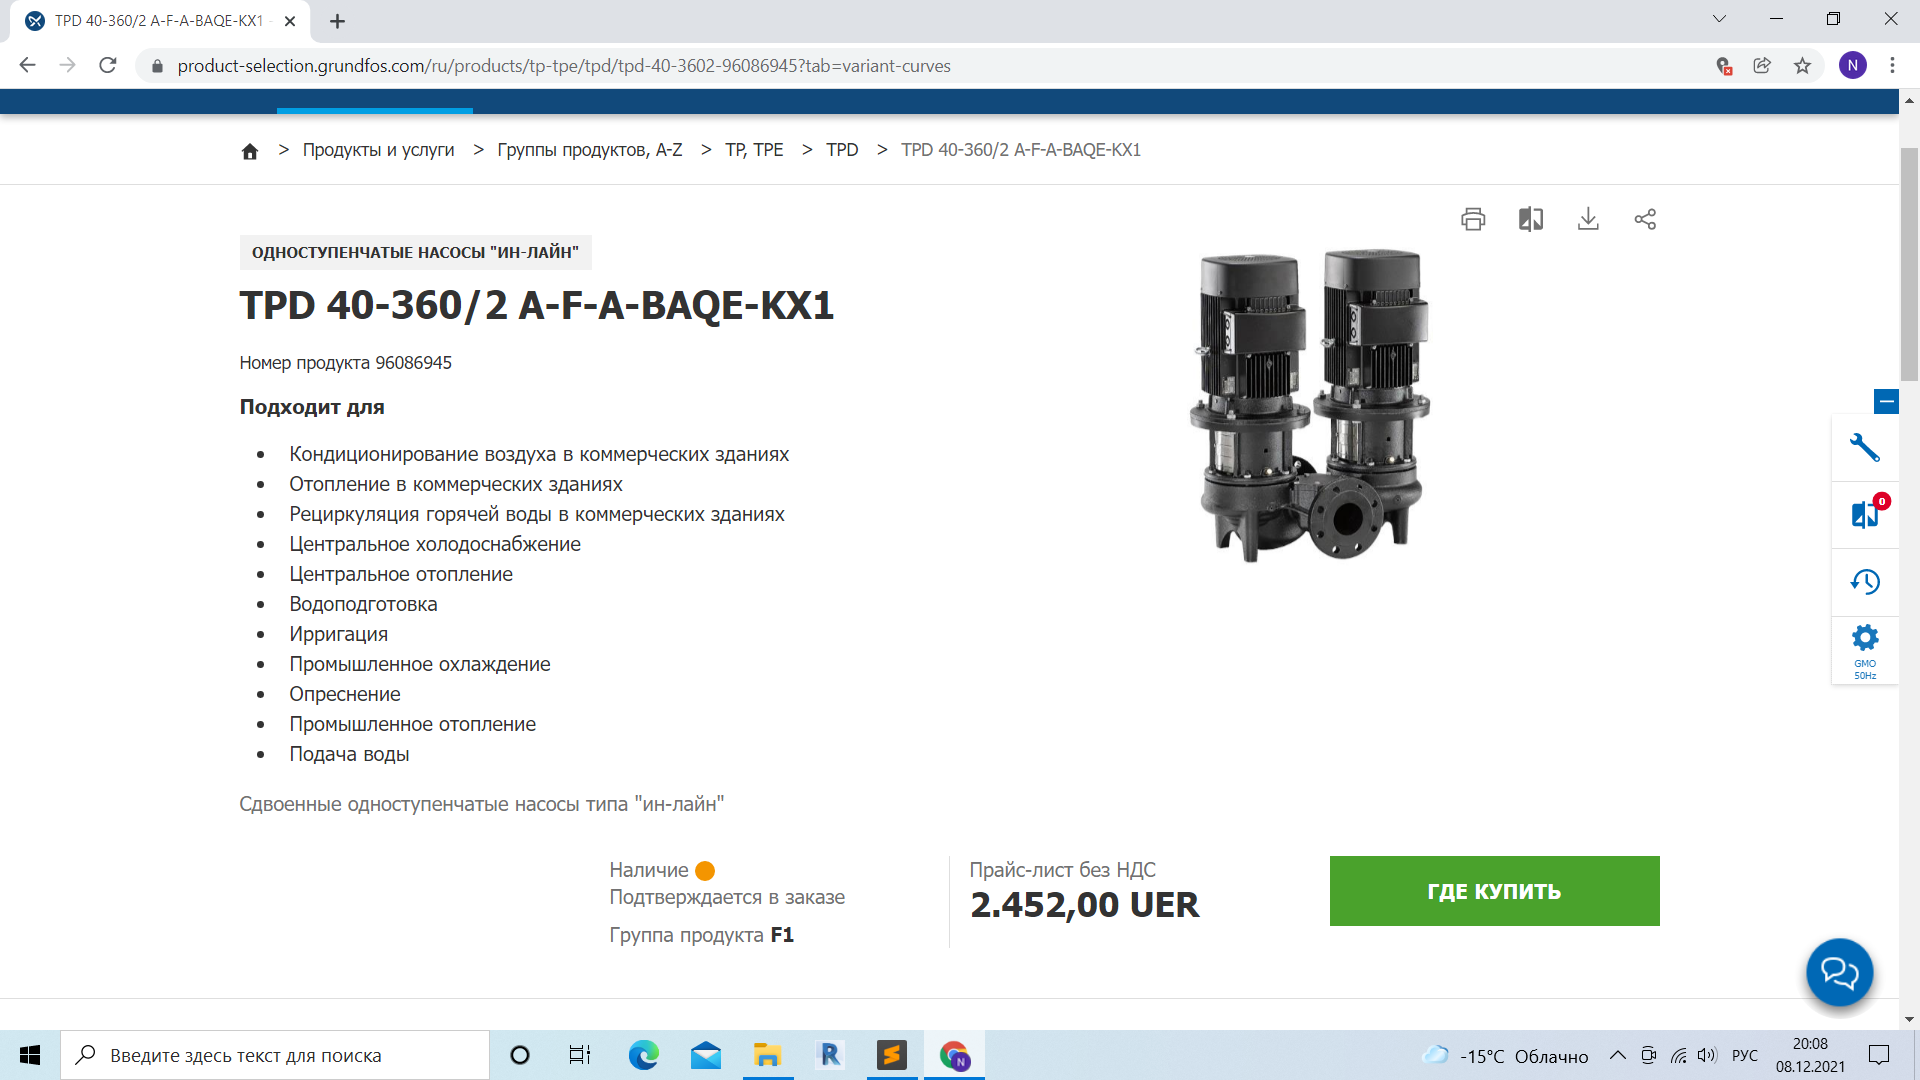 TPD 40-360/2 A-F-A-BAQE-KX1 -
product-selection.grundfos.com/ru/products/tp-tpe/tpd/tpd-40-3602-96086945?tab=variant-curves
N
> Продукты и услуги > Группы продуктов, A-Z > TP, TPE > TPD > TPD 40-360/2 A-F-A-BAQE-KX1
ОДНОСТУПЕНЧАТЫЕ НАСОСЫ "ИН-ЛАЙН"
TPD 40-360/2 A-F-A-BAQE-KX1
Номер продукта 96086945
Подходит для
• Кондиционирование воздуха в коммерческих зданиях
• Отопление в коммерческих зданиях
• Рециркуляция горячей воды в коммерческих зданиях
• Центральное холодоснабжение
• Центральное отопление
• Водоподготовка
• Ирригация
• Промышленное охлаждение
• Опреснение
• Промышленное отопление
• Подача воды
Сдвоенные одноступенчатые насосы типа "ин-лайн"
Наличие
Подтверждается в заказе
Группа продукта F1
Прайс-лист без НДС
2.452,00 UER
ГДЕ КУПИТЬ
0
GMO
50Hz
Введите здесь текст для поиска
R
N
-15°C Облачно
РУС
20:08
08.12.2021